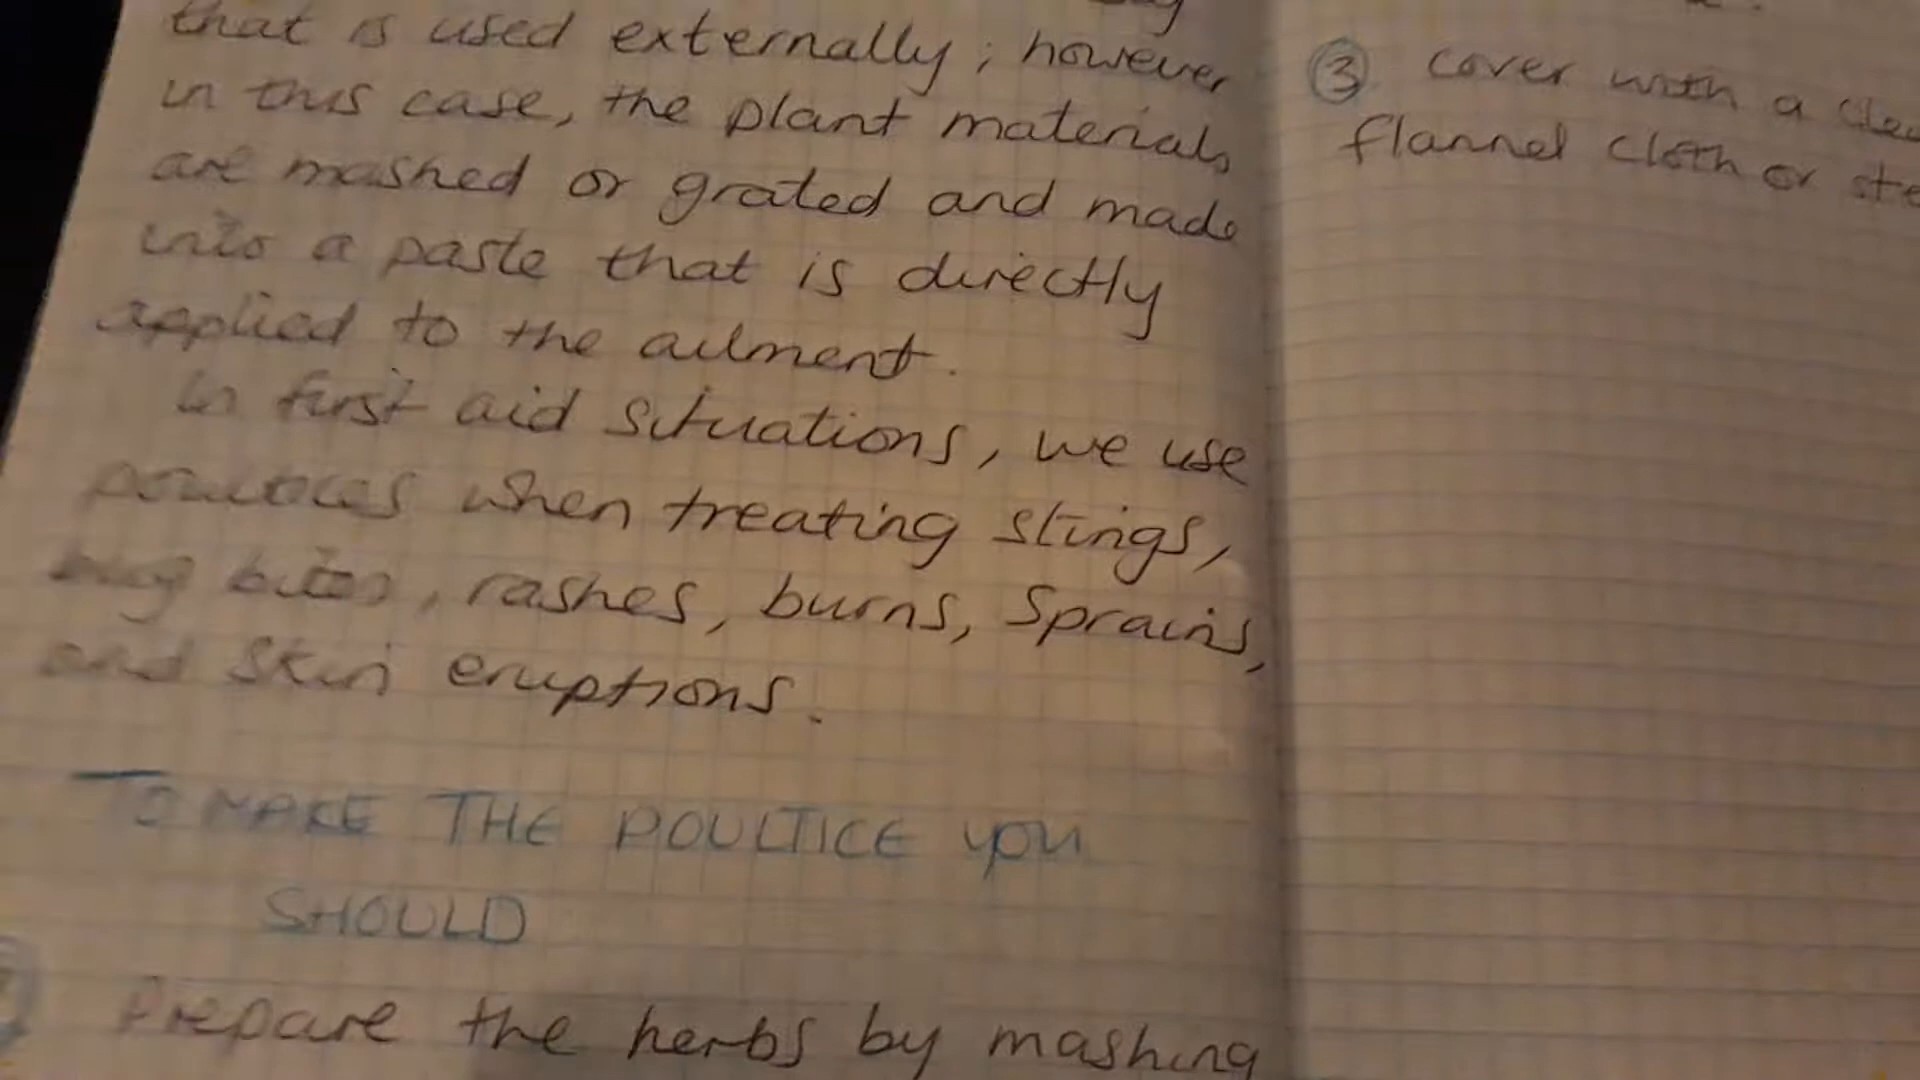 that is used externally; however
in this case, the plant materials
are mashed or grated and made
into a paste that is directly
applied to the ailment.
In first aid situations, we use
poultices when treating stings,
bug bites, rashes, burns, Sprains,
and skin eruptions.
TO MAKE THE POULTICE you
SHOULD
Prepare the herbs by mashing
3 cover with a
flannel cloth or